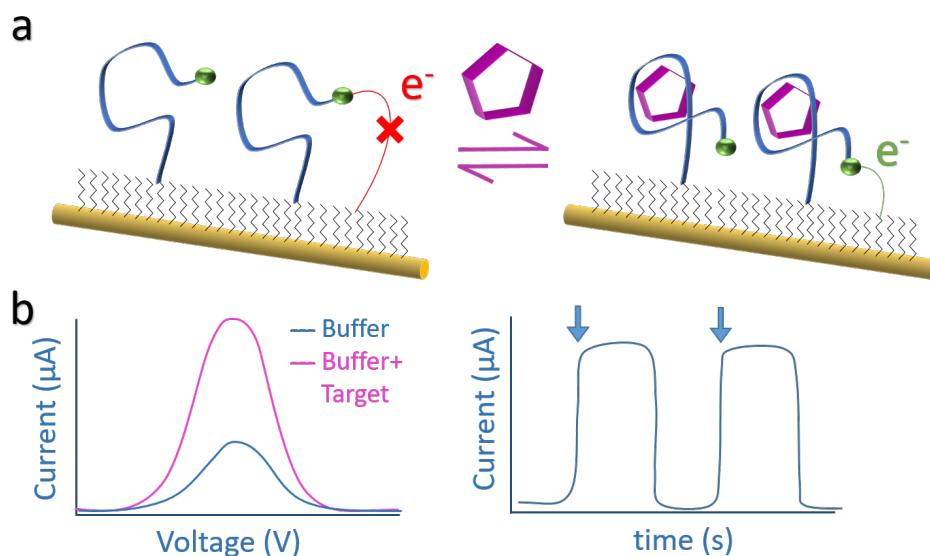 a
e⁻
e⁻
b
Buffer
Buffer+
Target
Current (µA)
Voltage (V)
Current (µA)
time (s)